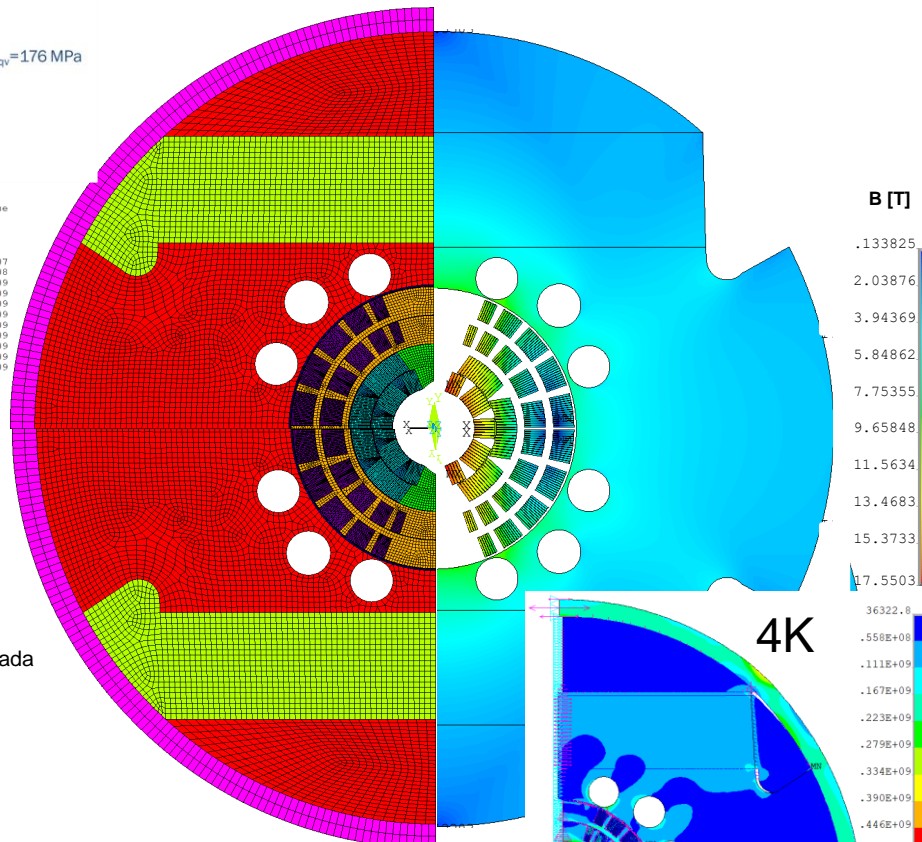 qv=176 MPa
B [T]
.133825
2.03876
3.94369
5.84862
7.75355
9.65848
11.5634
13.4683
15.3733
17.5503
ada
4K
36322.8
.558E+08
.111E+09
.167E+09
.223E+09
.279E+09
.334E+09
.390E+09
.446E+09
MN
Y
Y
X
X
X
X